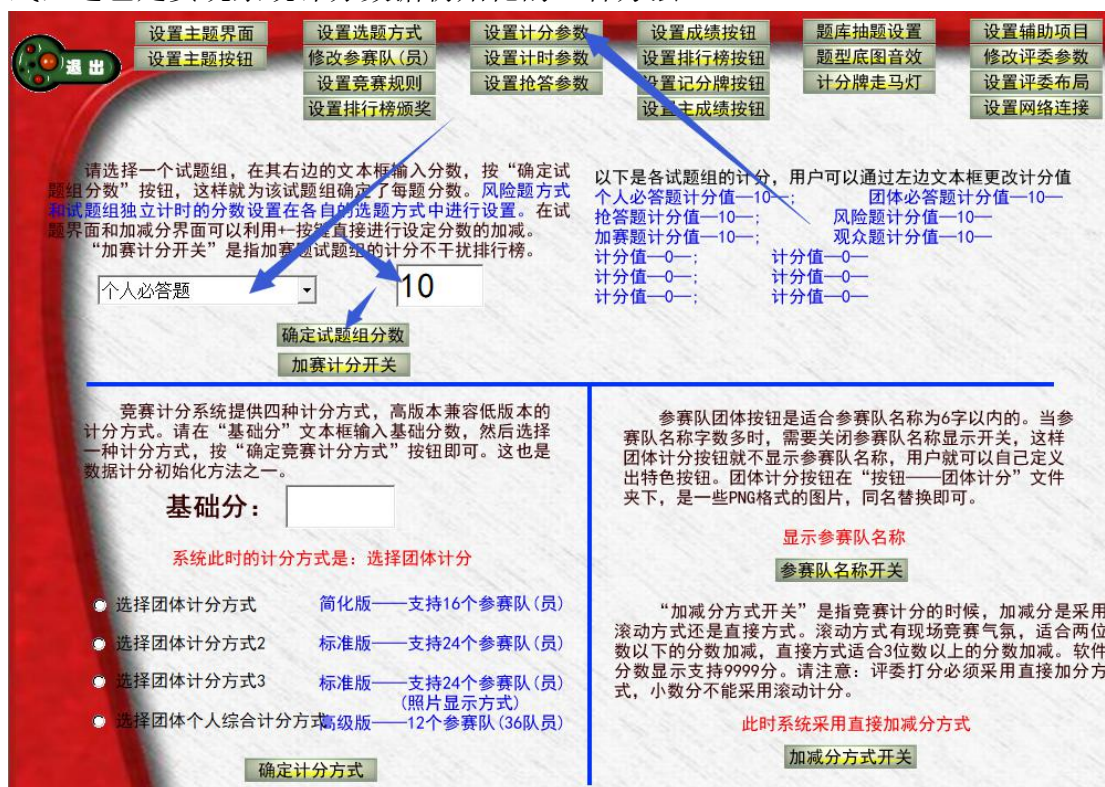 设置主题界面
设置选题方式
设置计分参数
设置成绩按钮
题库抽题设置
设置辅助项目
退出
设置主题按钮
修改参赛队(员)
设置计时参数
设置排行榜按钮
题型底图音效
修改评委参数
设置竞赛规则
设置抢答参数
设置记分牌按钮
计分牌走马灯
设置评委布局
设置排行榜颁奖
设置主成绩按钮
设置网络连接
请选择一个试题组，在其右边的文本框输入分数，按“确定试
题组分数”按钮，这样就为该试题组确定了每题分数。风险题方式
和试题组独立计时的分数设置在各自的选题方式中进行设置。在试
题界面和加减分界面可以利用+-按键直接进行设定分数的加减。
“加赛计分开关”是指加赛题试题组的计分不干扰排行榜。
个人必答题
10
确定试题组分数
加赛计分开关
以下是各试题组的计分，用户可以通过左边文本框更改计分值
个人必答题计分值—10—; 团体必答题计分值—10—
抢答题计分值—10—; 风险题计分值—10—
加赛题计分值—10—; 观众题计分值—10—
计分值—0—; 计分值—0—
计分值—0—; 计分值—0—
计分值—0—; 计分值—0—
竞赛计分系统提供四种计分方式，高版本兼容低版本的
计分方式。请在“基础分”文本框输入基础分数，然后选择
一种计分方式，按“确定竞赛计分方式”按钮即可。这也是
数据计分初始化方法之一。
基础分：
系统此时的计分方式是：选择团体计分
选择团体计分方式 简化版——支持16个参赛队(员)
选择团体计分方式2 标准版——支持24个参赛队(员)
选择团体计分方式3 标准版——支持24个参赛队(员)
(照片显示方式)
选择团体个人综合计分方式 高级版——12个参赛队(36队员)
确定计分方式
参赛队团体按钮是适合参赛队名称为6字以内的。当参
赛队名称字数多时，需要关闭参赛队名称显示开关，这样
团体计分按钮就不显示参赛队名称，用户就可以自己定义
出特色按钮。团体计分按钮在“按钮——团体计分”文件
夹下，是一些PNG格式的图片，同名替换即可。
显示参赛队名称
参赛队名称开关
“加减分方式开关”是指竞赛计分的时候，加减分是采用
滚动方式还是直接方式。滚动方式有现场竞赛气氛，适合两位
数以下的分数加减，直接方式适合3位数以上的分数加减。软件
分数显示支持9999分。请注意：评委打分必须采用直接加分方
式，小数分不能采用滚动计分。
此时系统采用直接加减分方式
加减分方式开关